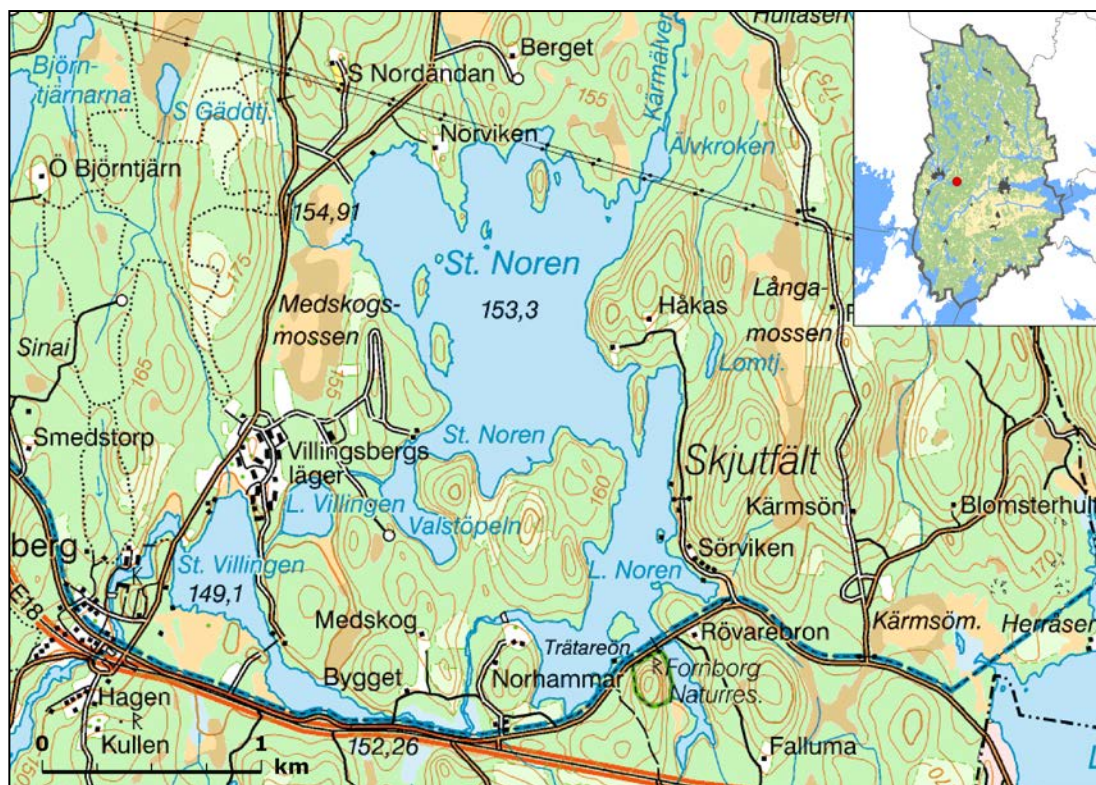 Hultåsen
Berget
Björn-
tjärnarna
S Gäddtj.
S Nordändan
155
175
Kärmälven
Norviken
Älvkroken
Ö Björntjärn
154,91
St. Noren
153,3
175
Medskogs-
mossen
Håkas
Långa-
mossen
Sinai
165
155
Lomtj.
Smedstorp
St. Noren
Villingsbergs
läger
Skjutfält
160
L. Villingen
Valstöpeln
Kärmsön
Blomsterhult
berg
Sörviken
St. Villingen
149,1
L. Noren
170
E18
Medskog
Kärmsöm.
Herråsen
Trätareön
Rövarebron
Bygget
Norhammar
Fornborg
Naturres.
Hagen
R
Kullen
152,26
Falluma
150
70
0
1
km